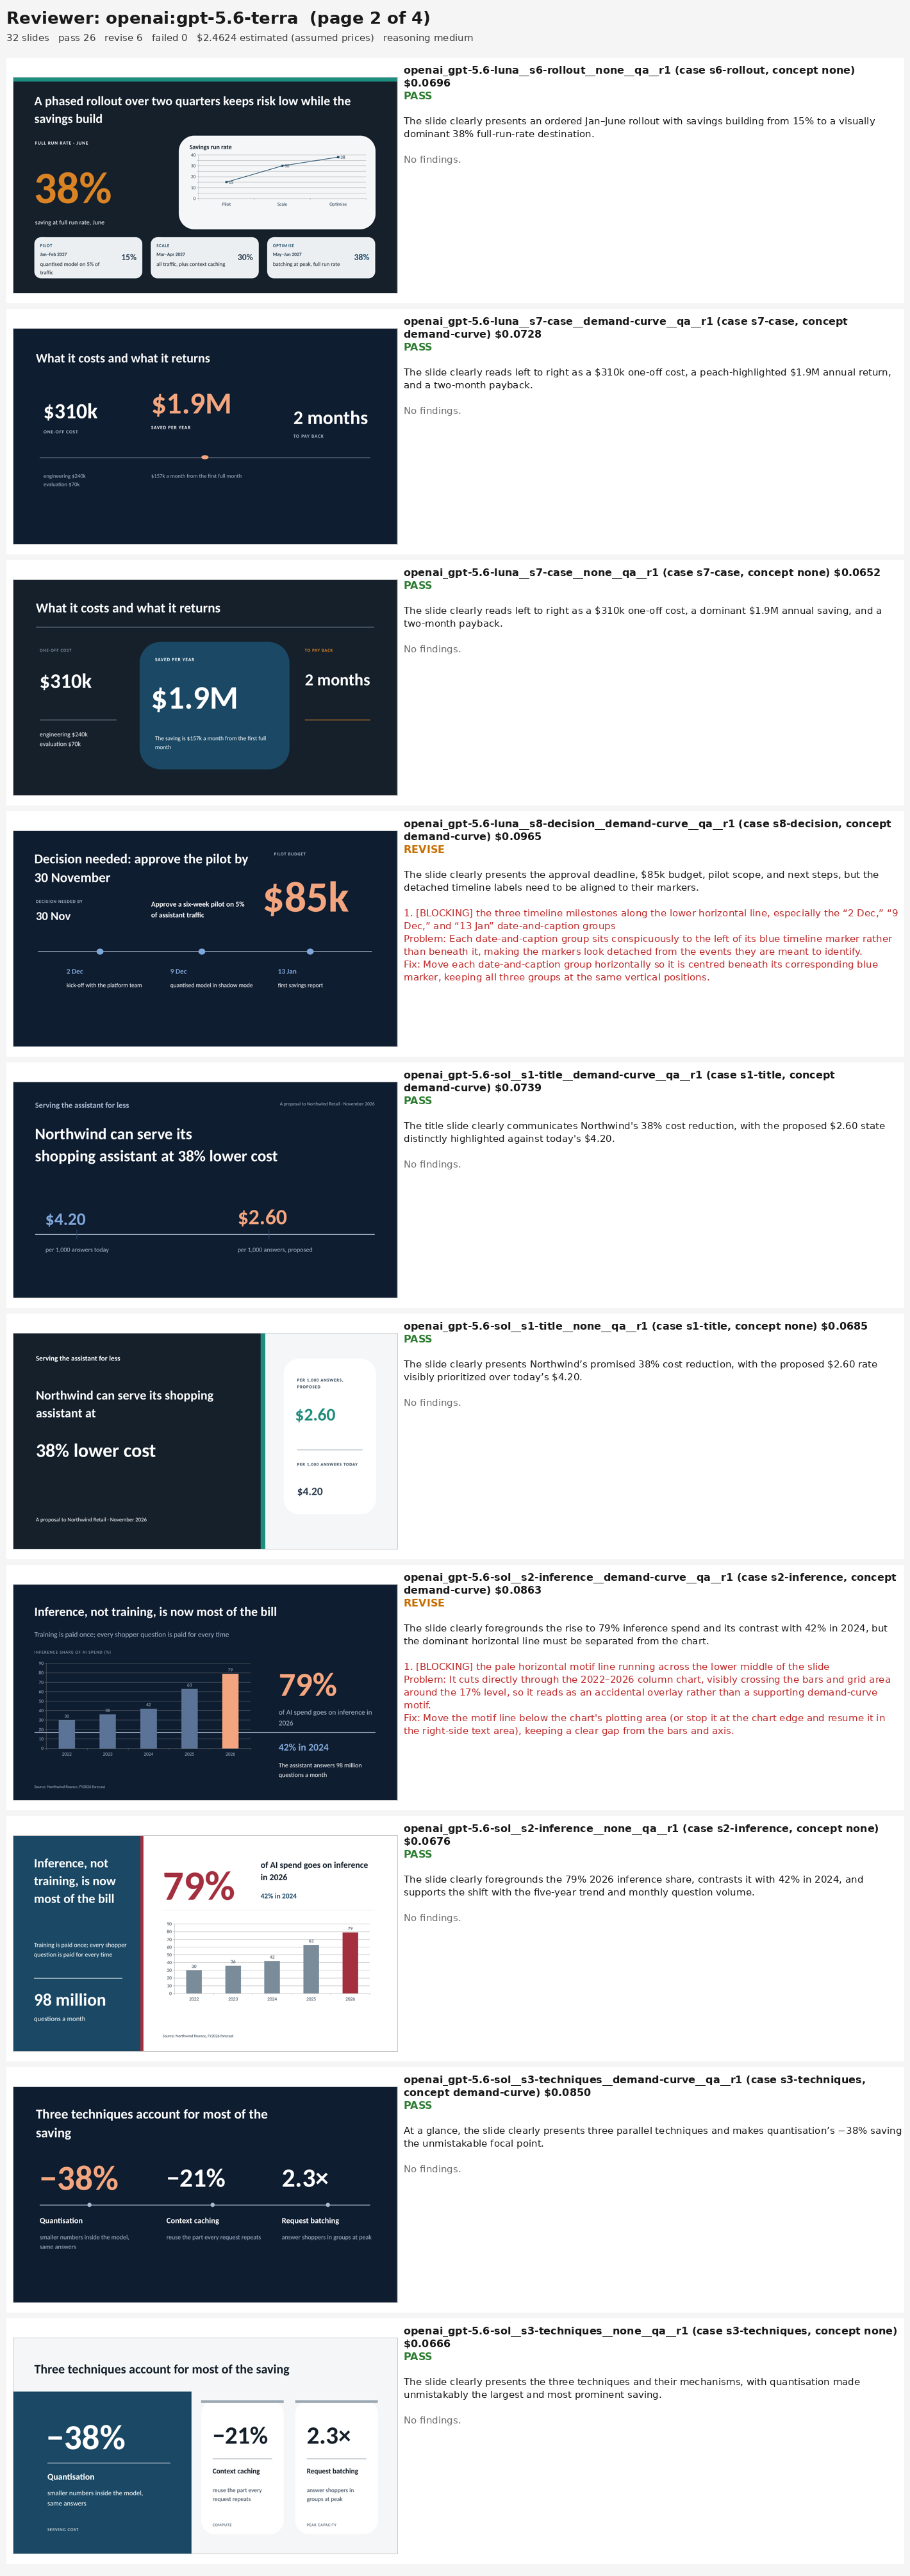 Reviewer: openai:gpt-5.6-terra  (page 2 of 4)
32 slides   pass 26   revise 6   failed 0   $2.4624 estimated (assumed prices)   reasoning medium
A phased rollout over two quarters keeps risk low while the
savings build
FULL RUN RATE · JUNE
38%
saving at full run rate, June
Savings run rate
40
30
20
10
0
15
30
38
Pilot
Scale
Optimise
PILOT
Jan–Feb 2027
quantised model on 5% of
traffic
15%
SCALE
Mar–Apr 2027
all traffic, plus context caching
30%
OPTIMISE
May–Jun 2027
batching at peak, full run rate
38%
openai_gpt-5.6-luna__s6-rollout__none__qa__r1 (case s6-rollout, concept none)
$0.0696
PASS
The slide clearly presents an ordered Jan–June rollout with savings building from 15% to a visually
dominant 38% full-run-rate destination.
No findings.
What it costs and what it returns
$310k
ONE-OFF COST
$1.9M
SAVED PER YEAR
2 months
TO PAY BACK
engineering $240k
evaluation $70k
$157k a month from the first full month
openai_gpt-5.6-luna__s7-case__demand-curve__qa__r1 (case s7-case, concept
demand-curve) $0.0728
PASS
The slide clearly reads left to right as a $310k one-off cost, a peach-highlighted $1.9M annual return,
and a two-month payback.
No findings.
What it costs and what it returns
ONE-OFF COST
$310k
engineering $240k
evaluation $70k
SAVED PER YEAR
$1.9M
The saving is $157k a month from the first full
month
TO PAY BACK
2 months
openai_gpt-5.6-luna__s7-case__none__qa__r1 (case s7-case, concept none) $0.0652
PASS
The slide clearly reads left to right as a $310k one-off cost, a dominant $1.9M annual saving, and a
two-month payback.
No findings.
Decision needed: approve the pilot by
30 November
PILOT BUDGET
$85k
DECISION NEEDED BY
30 Nov
Approve a six-week pilot on 5%
of assistant traffic
2 Dec
kick-off with the platform team
9 Dec
quantised model in shadow mode
13 Jan
first savings report
openai_gpt-5.6-luna__s8-decision__demand-curve__qa__r1 (case s8-decision, concept
demand-curve) $0.0965
REVISE
The slide clearly presents the approval deadline, $85k budget, pilot scope, and next steps, but the
detached timeline labels need to be aligned to their markers.
1. [BLOCKING] the three timeline milestones along the lower horizontal line, especially the “2 Dec,” “9
Dec,” and “13 Jan” date-and-caption groups
Problem: Each date-and-caption group sits conspicuously to the left of its blue timeline marker rather
than beneath it, making the markers look detached from the events they are meant to identify.
Fix: Move each date-and-caption group horizontally so it is centred beneath its corresponding blue
marker, keeping all three groups at the same vertical positions.
Serving the assistant for less
A proposal to Northwind Retail · November 2026
Northwind can serve its
shopping assistant at 38% lower cost
$4.20
per 1,000 answers today
$2.60
per 1,000 answers, proposed
openai_gpt-5.6-sol__s1-title__demand-curve__qa__r1 (case s1-title, concept
demand-curve) $0.0739
PASS
The title slide clearly communicates Northwind's 38% cost reduction, with the proposed $2.60 state
distinctly highlighted against today's $4.20.
No findings.
Serving the assistant for less
Northwind can serve its shopping
assistant at
38% lower cost
A proposal to Northwind Retail · November 2026
PER 1,000 ANSWERS,
PROPOSED
$2.60
PER 1,000 ANSWERS TODAY
$4.20
openai_gpt-5.6-sol__s1-title__none__qa__r1 (case s1-title, concept none) $0.0685
PASS
The slide clearly presents Northwind’s promised 38% cost reduction, with the proposed $2.60 rate
visibly prioritized over today’s $4.20.
No findings.
Inference, not training, is now most of the bill
Training is paid once; every shopper question is paid for every time
INFERENCE SHARE OF AI SPEND (%)
90
80
70
60
50
40
30
20
10
0
30
36
42
63
79
2022
2023
2024
2025
2026
79%
of AI spend goes on inference in
2026
42% in 2024
The assistant answers 98 million
questions a month
Source: Northwind finance, FY2026 forecast
openai_gpt-5.6-sol__s2-inference__demand-curve__qa__r1 (case s2-inference, concept
demand-curve) $0.0863
REVISE
The slide clearly foregrounds the rise to 79% inference spend and its contrast with 42% in 2024, but
the dominant horizontal line must be separated from the chart.
1. [BLOCKING] the pale horizontal motif line running across the lower middle of the slide
Problem: It cuts directly through the 2022–2026 column chart, visibly crossing the bars and grid area
around the 17% level, so it reads as an accidental overlay rather than a supporting demand-curve
motif.
Fix: Move the motif line below the chart’s plotting area (or stop it at the chart edge and resume it in
the right-side text area), keeping a clear gap from the bars and axis.
Inference, not
training, is now
most of the bill
Training is paid once; every shopper
question is paid for every time
98 million
questions a month
79%
of AI spend goes on inference
in 2026
42% in 2024
90
80
70
60
50
40
30
20
10
0
30
36
42
63
79
2022
2023
2024
2025
2026
Source: Northwind finance, FY2026 forecast
openai_gpt-5.6-sol__s2-inference__none__qa__r1 (case s2-inference, concept none)
$0.0676
PASS
The slide clearly foregrounds the 79% 2026 inference share, contrasts it with 42% in 2024, and
supports the shift with the five-year trend and monthly question volume.
No findings.
Three techniques account for most of the
saving
−38%
−21%
2.3×
Quantisation
smaller numbers inside the model,
same answers
Context caching
reuse the part every request repeats
Request batching
answer shoppers in groups at peak
openai_gpt-5.6-sol__s3-techniques__demand-curve__qa__r1 (case s3-techniques,
concept demand-curve) $0.0850
PASS
At a glance, the slide clearly presents three parallel techniques and makes quantisation’s −38% saving
the unmistakable focal point.
No findings.
Three techniques account for most of the saving
−38%
Quantisation
smaller numbers inside the model,
same answers
SERVING COST
−21%
Context caching
reuse the part every
request repeats
COMPUTE
2.3×
Request batching
answer shoppers in
groups at peak
PEAK CAPACITY
openai_gpt-5.6-sol__s3-techniques__none__qa__r1 (case s3-techniques, concept none)
$0.0666
PASS
The slide clearly presents the three techniques and their mechanisms, with quantisation made
unmistakably the largest and most prominent saving.
No findings.